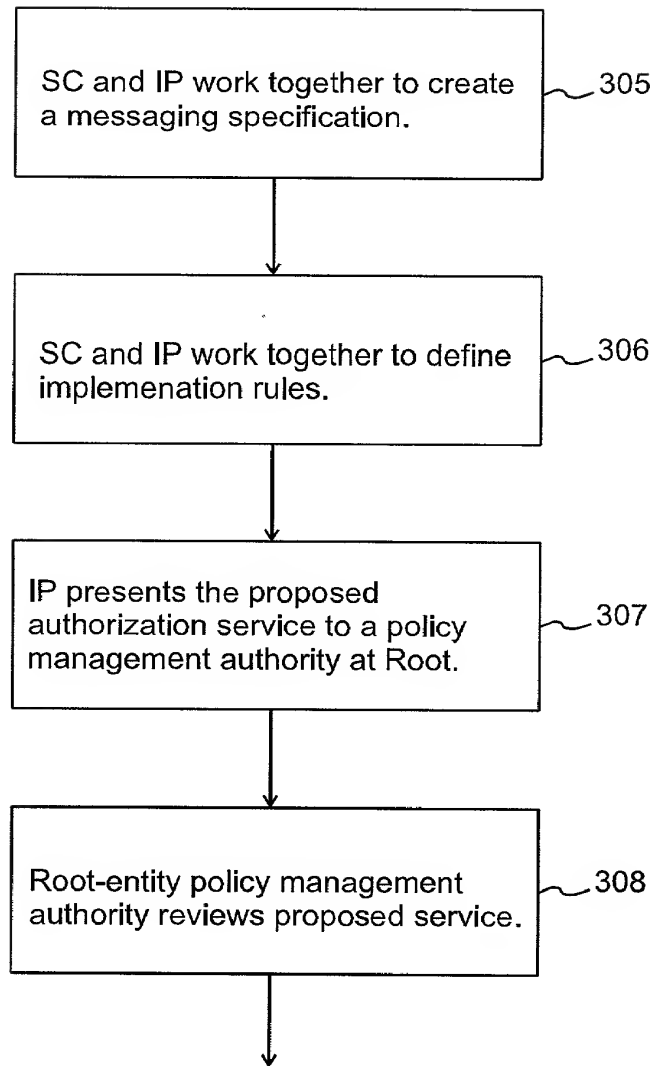 SC and IP work together to create
a messaging specification.
305
SC and IP work together to define
implemenation rules.
306
IP presents the proposed
authorization service to a policy
management authority at Root.
307
Root-entity policy management
authority reviews proposed service.
308